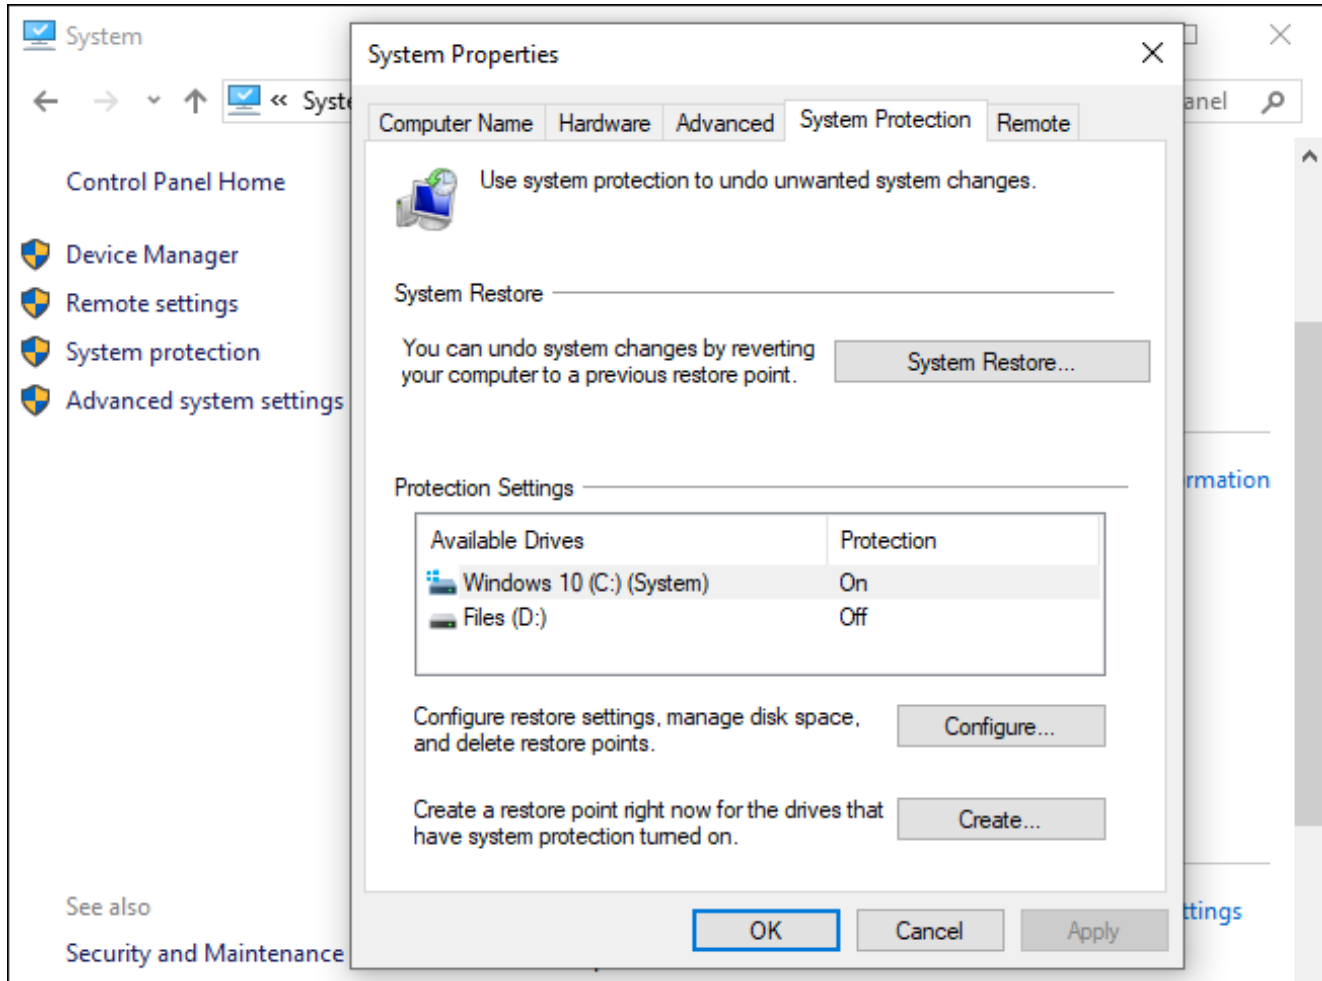 System
System Properties
« Syste
anel
Computer Name Hardware Advanced System Protection Remote
Use system protection to undo unwanted system changes.
Control Panel Home
Device Manager
Remote settings
System protection
Advanced system settings
System Restore
You can undo system changes by reverting
your computer to a previous restore point.
System Restore...
rmation
Protection Settings
Available Drives Protection
Windows 10 (C:) (System) On
Files (D:) Off
Configure restore settings, manage disk space,
and delete restore points.
Configure...
Create a restore point right now for the drives that
have system protection turned on.
Create...
See also
Security and Maintenance
ttings
OK Cancel Apply